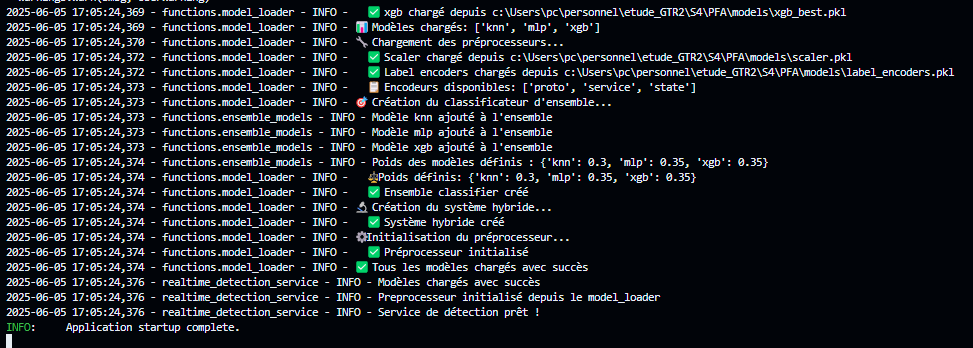 2025-06-05 17:05:24,369 - functions.model_loader - INFO -   ✅ xgb chargé depuis c:\Users\pc\personnel\etude_GTR2\S4\PFA\models\xgb_best.pkl
2025-06-05 17:05:24,369 - functions.model_loader - INFO - 📊 Modèles chargés: ['knn', 'mlp', 'xgb']
2025-06-05 17:05:24,370 - functions.model_loader - INFO - 🔧 Chargement des préprocesseurs...
2025-06-05 17:05:24,372 - functions.model_loader - INFO -   ✅ Scaler chargé depuis c:\Users\pc\personnel\etude_GTR2\S4\PFA\models\scaler.pkl
2025-06-05 17:05:24,372 - functions.model_loader - INFO -   ✅ Label encoders chargés depuis c:\Users\pc\personnel\etude_GTR2\S4\PFA\models\label_encoders.pkl
2025-06-05 17:05:24,373 - functions.model_loader - INFO -   📋 Encodeurs disponibles: ['proto', 'service', 'state']
2025-06-05 17:05:24,373 - functions.model_loader - INFO - 🎯 Création du classificateur d'ensemble...
2025-06-05 17:05:24,373 - functions.ensemble_models - INFO - Modèle knn ajouté à l'ensemble
2025-06-05 17:05:24,373 - functions.ensemble_models - INFO - Modèle mlp ajouté à l'ensemble
2025-06-05 17:05:24,373 - functions.ensemble_models - INFO - Modèle xgb ajouté à l'ensemble
2025-06-05 17:05:24,374 - functions.ensemble_models - INFO - Poids des modèles définis : {'knn': 0.3, 'mlp': 0.35, 'xgb': 0.35}
2025-06-05 17:05:24,374 - functions.model_loader - INFO -   ⚖️Poids définis: {'knn': 0.3, 'mlp': 0.35, 'xgb': 0.35}
2025-06-05 17:05:24,374 - functions.model_loader - INFO -   ✅ Ensemble classifier créé
2025-06-05 17:05:24,374 - functions.model_loader - INFO - 🔬 Création du système hybride...
2025-06-05 17:05:24,374 - functions.model_loader - INFO -   ✅ Système hybride créé
2025-06-05 17:05:24,374 - functions.model_loader - INFO - ⚙️Initialisation du préprocesseur...
2025-06-05 17:05:24,374 - functions.model_loader - INFO -   ✅ Préprocesseur initialisé
2025-06-05 17:05:24,374 - functions.model_loader - INFO - ✅ Tous les modèles chargés avec succès
2025-06-05 17:05:24,376 - realtime_detection_service - INFO - Modèles chargés avec succès
2025-06-05 17:05:24,376 - realtime_detection_service - INFO - Preprocesseur initialisé depuis le model_loader
2025-06-05 17:05:24,376 - realtime_detection_service - INFO - Service de détection prêt !
INFO:     Application startup complete.